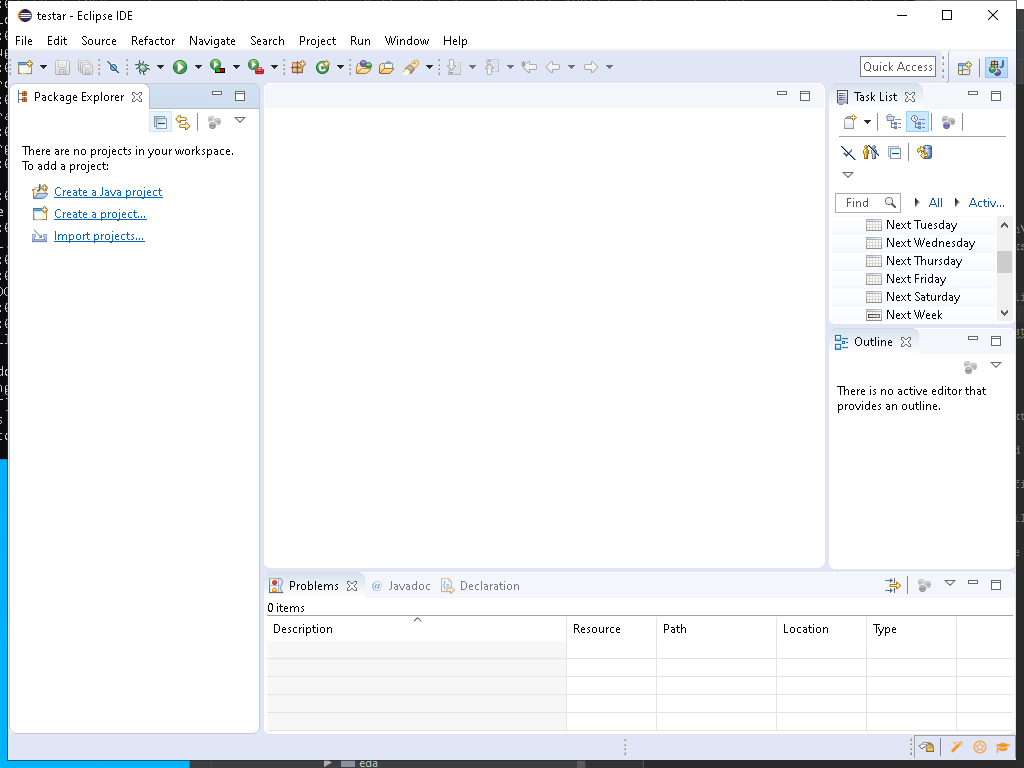 testar - Eclipse IDE
File Edit Source Refactor Navigate Search Project Run Window Help
Quick Access
Package Explorer
There are no projects in your workspace.
To add a project:
Create a Java project
Create a project...
Import projects...
Task List
Find All Activ...
Next Tuesday
Next Wednesday
Next Thursday
Next Friday
Next Saturday
Next Week
Outline
There is no active editor that
provides an outline.
Problems @ Javadoc Declaration
0 items
Description Resource Path Location Type
eda